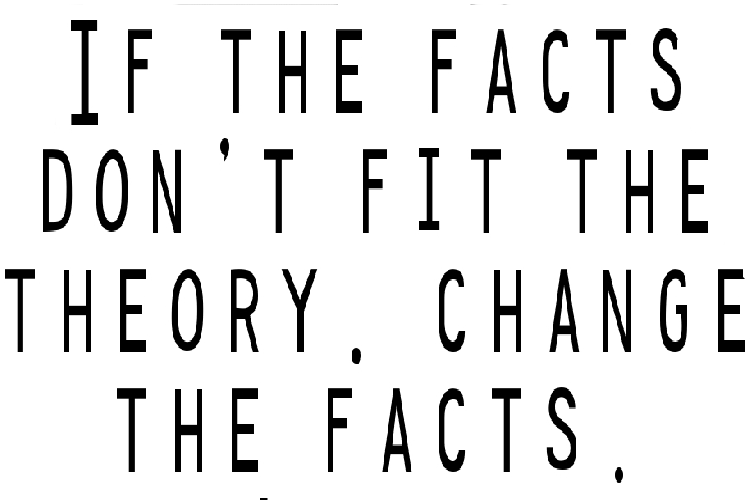 IF THE FACTS
DON'T FIT THE
THEORY. CHANGE
THE FACTS.